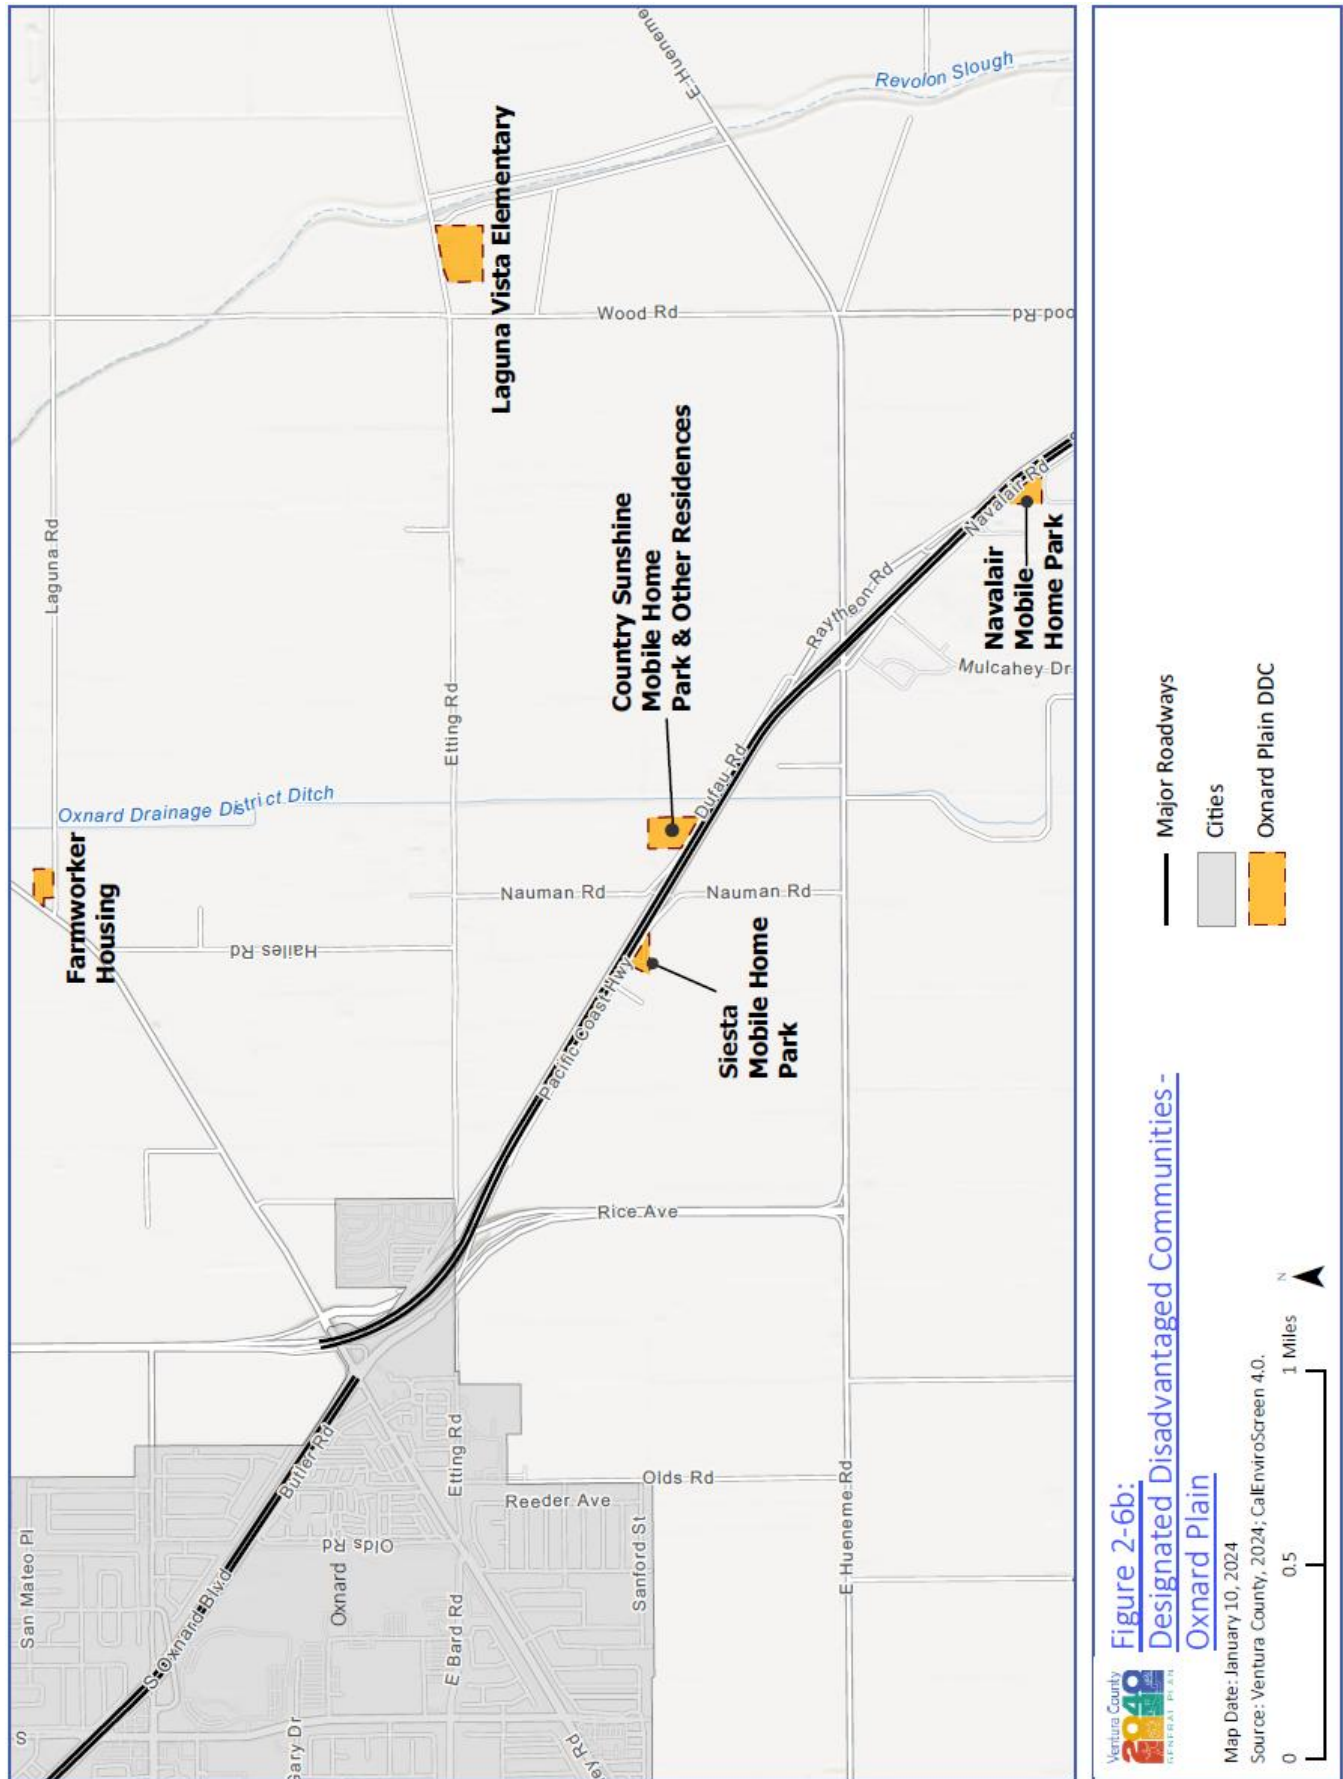 E-Hueneme
Revolon Slough
Laguna Vista Elementary
Wood Rd
ood Rd
Laguna Rd
Country Sunshine
Mobile Home
Park & Other Residences
Navalair Rd
Navalair
Mobile
Home Park
Raytheon Rd
Mulcahey Dr
Etting Rd
Dufau Rd
Oxnard Drainage District Ditch
Farmworker
Housing
Nauman Rd
Nauman Rd
Hailes Rd
Pacific Coast Hwy
Siesta
Mobile Home
Park
Rice Ave
Butler Rd
Etting Rd
Olds Rd
Reeder Ave
San Mateo Pl
Olds Rd
Oxnard
S Oxnard Blvd
E Bard Rd
Sanford St
E Hueneme Rd
S
Gary Dr
ey Rd
Ventura County
2040
GENERAL PLAN
Figure 2-6b:
Designated Disadvantaged Communities -
Oxnard Plain
Map Date: January 10, 2024
Source: Ventura County, 2024; CalEnviroScreen 4.0.
0 0.5 1 Miles
N
Major Roadways
Cities
Oxnard Plain DDC